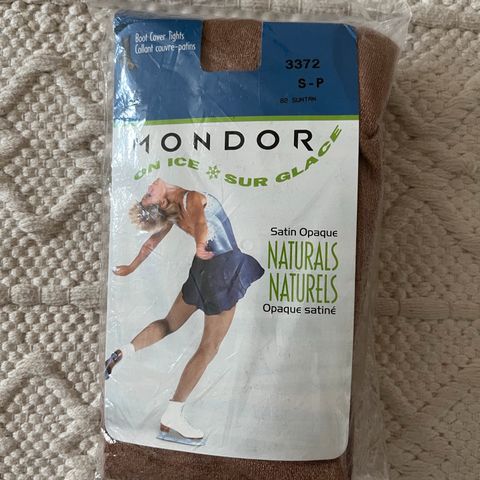 Boot Cover Tights
Collant couvre-patins
3372
S-P
82 SUNTAN
MONDOR
ON ICE SUR GLACE
Satin Opaque
NATURALS
NATURELS
Opaque satiné